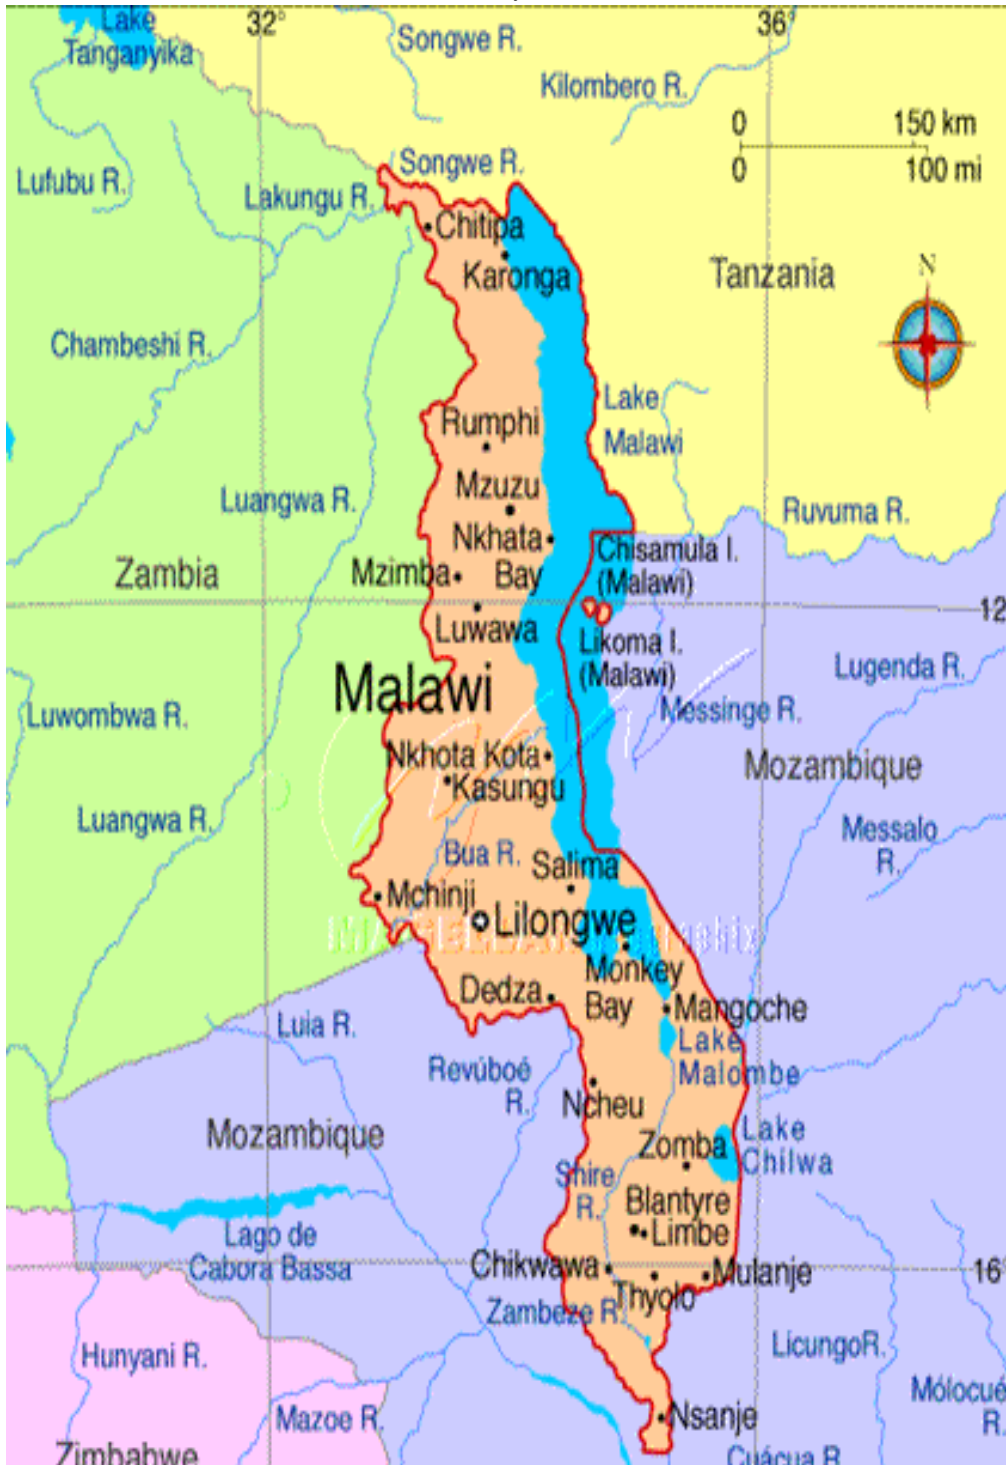 Lake
Tanganyika
32°
36°
Songwe R.
Kilombero R.
0 150 km
0 100 mi
Songwe R.
Lufubu R.
Lakungu R.
Chitipa
Karonga
Tanzania
N
Chambeshi R.
Lake
Malawi
Rumphi
Mzuzu
Luangwa R.
Ruvuma R.
Nkhata
Bay
Chisamula I.
(Malawi)
Zambia
Mzimba
12
Luwawa
Likoma I.
(Malawi)
Lugenda R.
Malawi
Luwombwa R.
Messinge R.
Nkhota Kota
Mozambique
Kasungu
Luangwa R.
Messalo
R.
Bua R.
Salima
Mchinji
Lilongwe
Monkey
Bay
Dedza
Mangoche
Luia R.
Lake
Malombe
Revúboé
R.
Ncheu
Mozambique
Zomba
Lake
Chilwa
Shire
R.
Blantyre
Limbe
Lago de
Cabora Bassa
Chikwawa
Mulanje
16°
Thyolo
Zambeze R.
Hunyani R.
LicungoR.
Mólocué
R.
Mazoe R.
Nsanje
Zimbabwe
Cuácua R